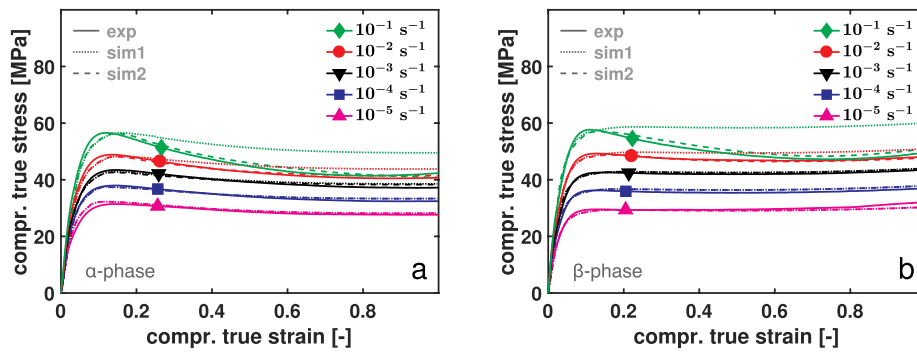 compr. true stress [MPa]
80
60
40
20
0
exp
sim1
sim2
10⁻¹ s⁻¹
10⁻² s⁻¹
10⁻³ s⁻¹
10⁻⁴ s⁻¹
10⁻⁵ s⁻¹
α-phase
a
0 0.2 0.4 0.6 0.8
compr. true strain [-]
compr. true stress [MPa]
80
60
40
20
0
exp
sim1
sim2
10⁻¹ s⁻¹
10⁻² s⁻¹
10⁻³ s⁻¹
10⁻⁴ s⁻¹
10⁻⁵ s⁻¹
β-phase
b
0 0.2 0.4 0.6 0.8
compr. true strain [-]